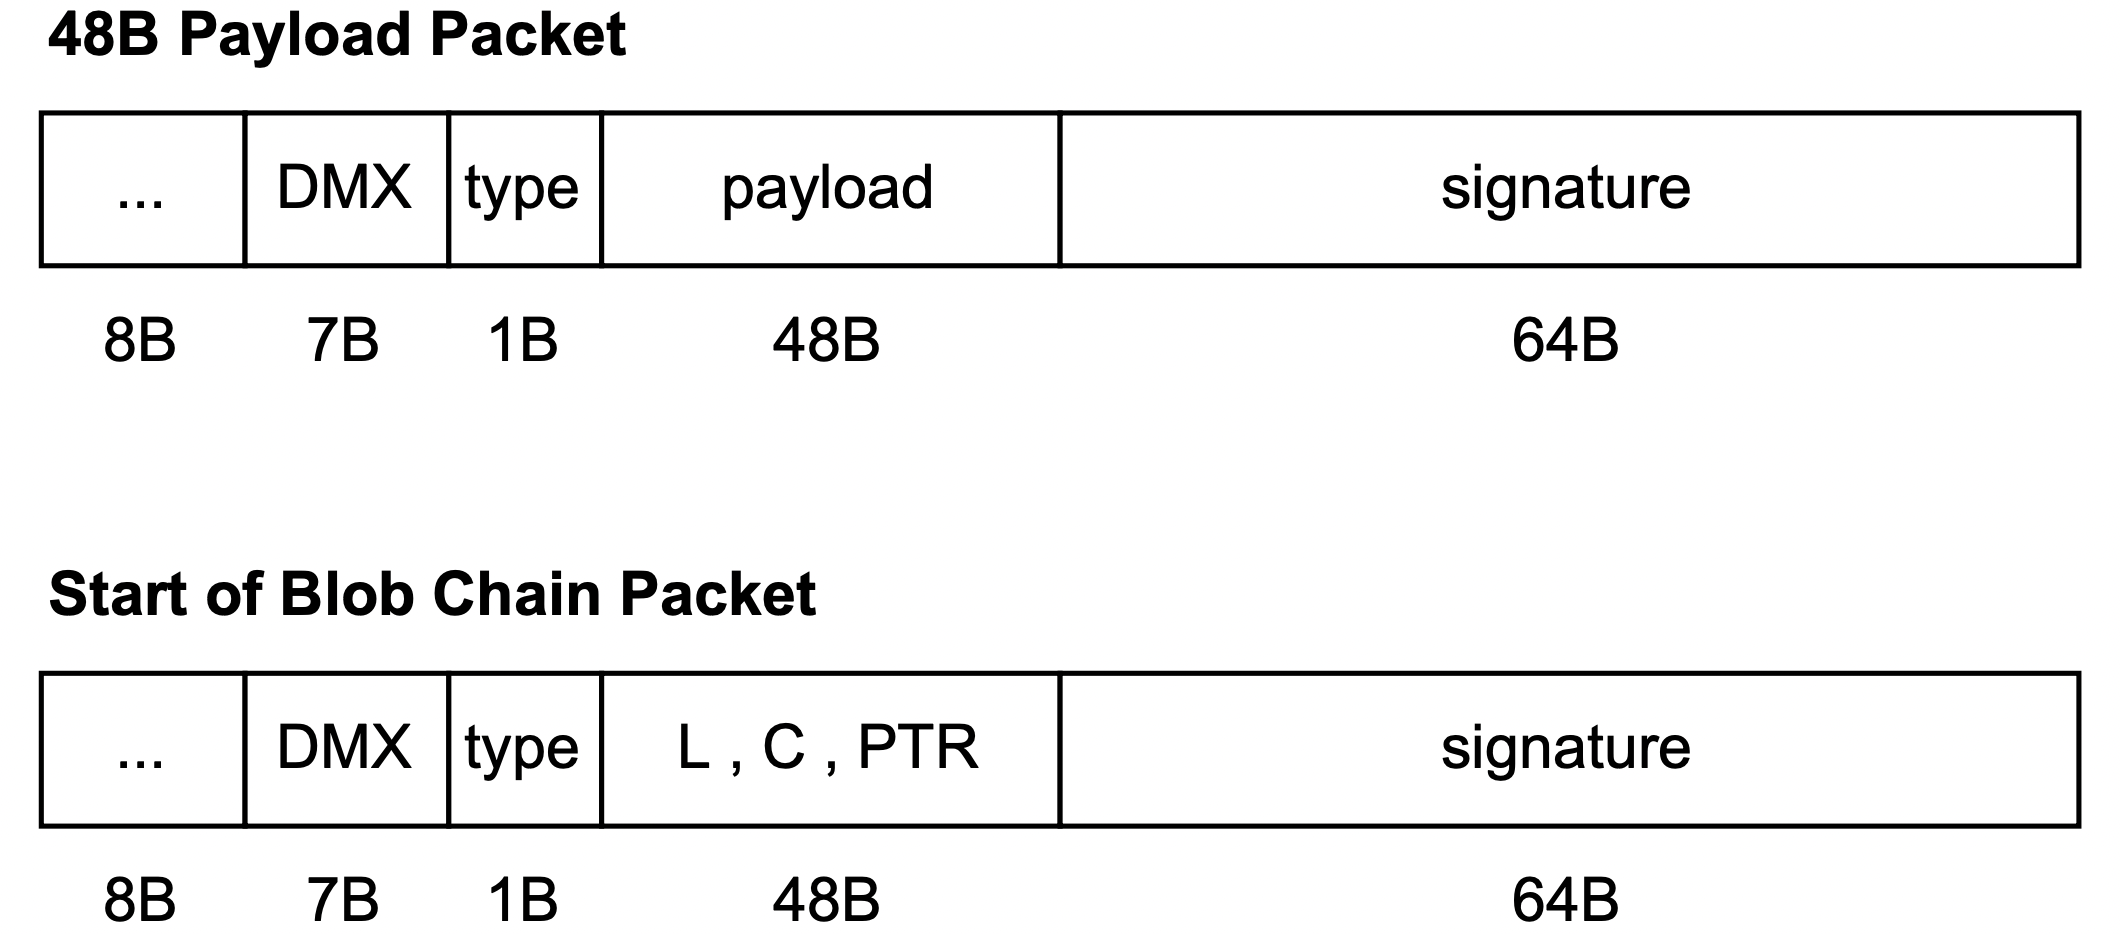 48B Payload Packet
... DMX type payload signature
8B 7B 1B 48B 64B
Start of Blob Chain Packet
... DMX type L , C , PTR signature
8B 7B 1B 48B 64B